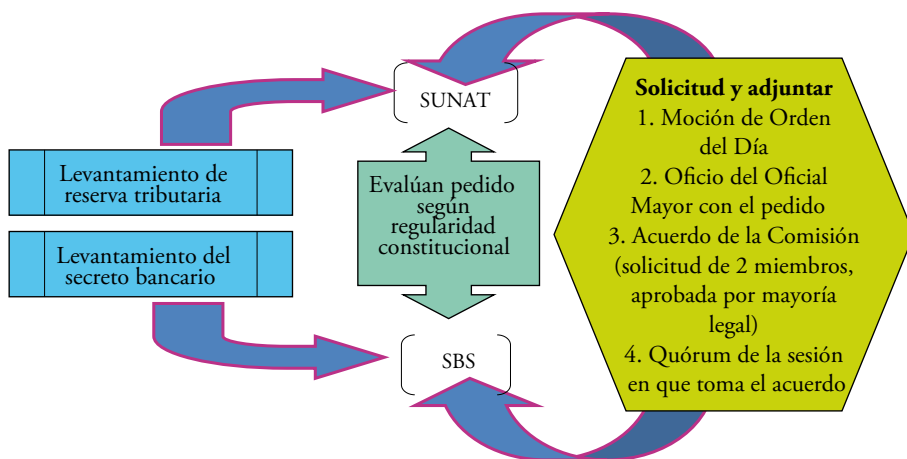 SUNAT
Levantamiento de
reserva tributaria
Levantamiento del
secreto bancario
Evalúan pedido
según
regularidad
constitucional
SBS
Solicitud y adjuntar
1. Moción de Orden
del Día
2. Oficio del Oficial
Mayor con el pedido
3. Acuerdo de la Comisión
(solicitud de 2 miembros,
aprobada por mayoría
legal)
4. Quórum de la sesión
en que toma el acuerdo